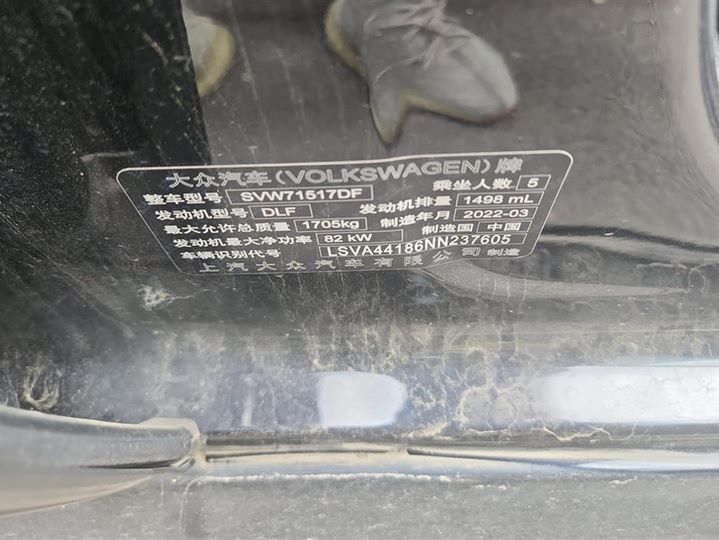 大众汽车(VOLKSWAGEN)牌
整车型号 SVW71517DF 乘坐人数 5
发动机型号 DLF 发动机排量 1498 mL
最大允许总质量 1705kg 制造年月 2022-03
发动机最大净功率 82 kW 制造国 中国
车辆识别代号 LSVA44186NN237605
上汽大众汽车有限公司制造